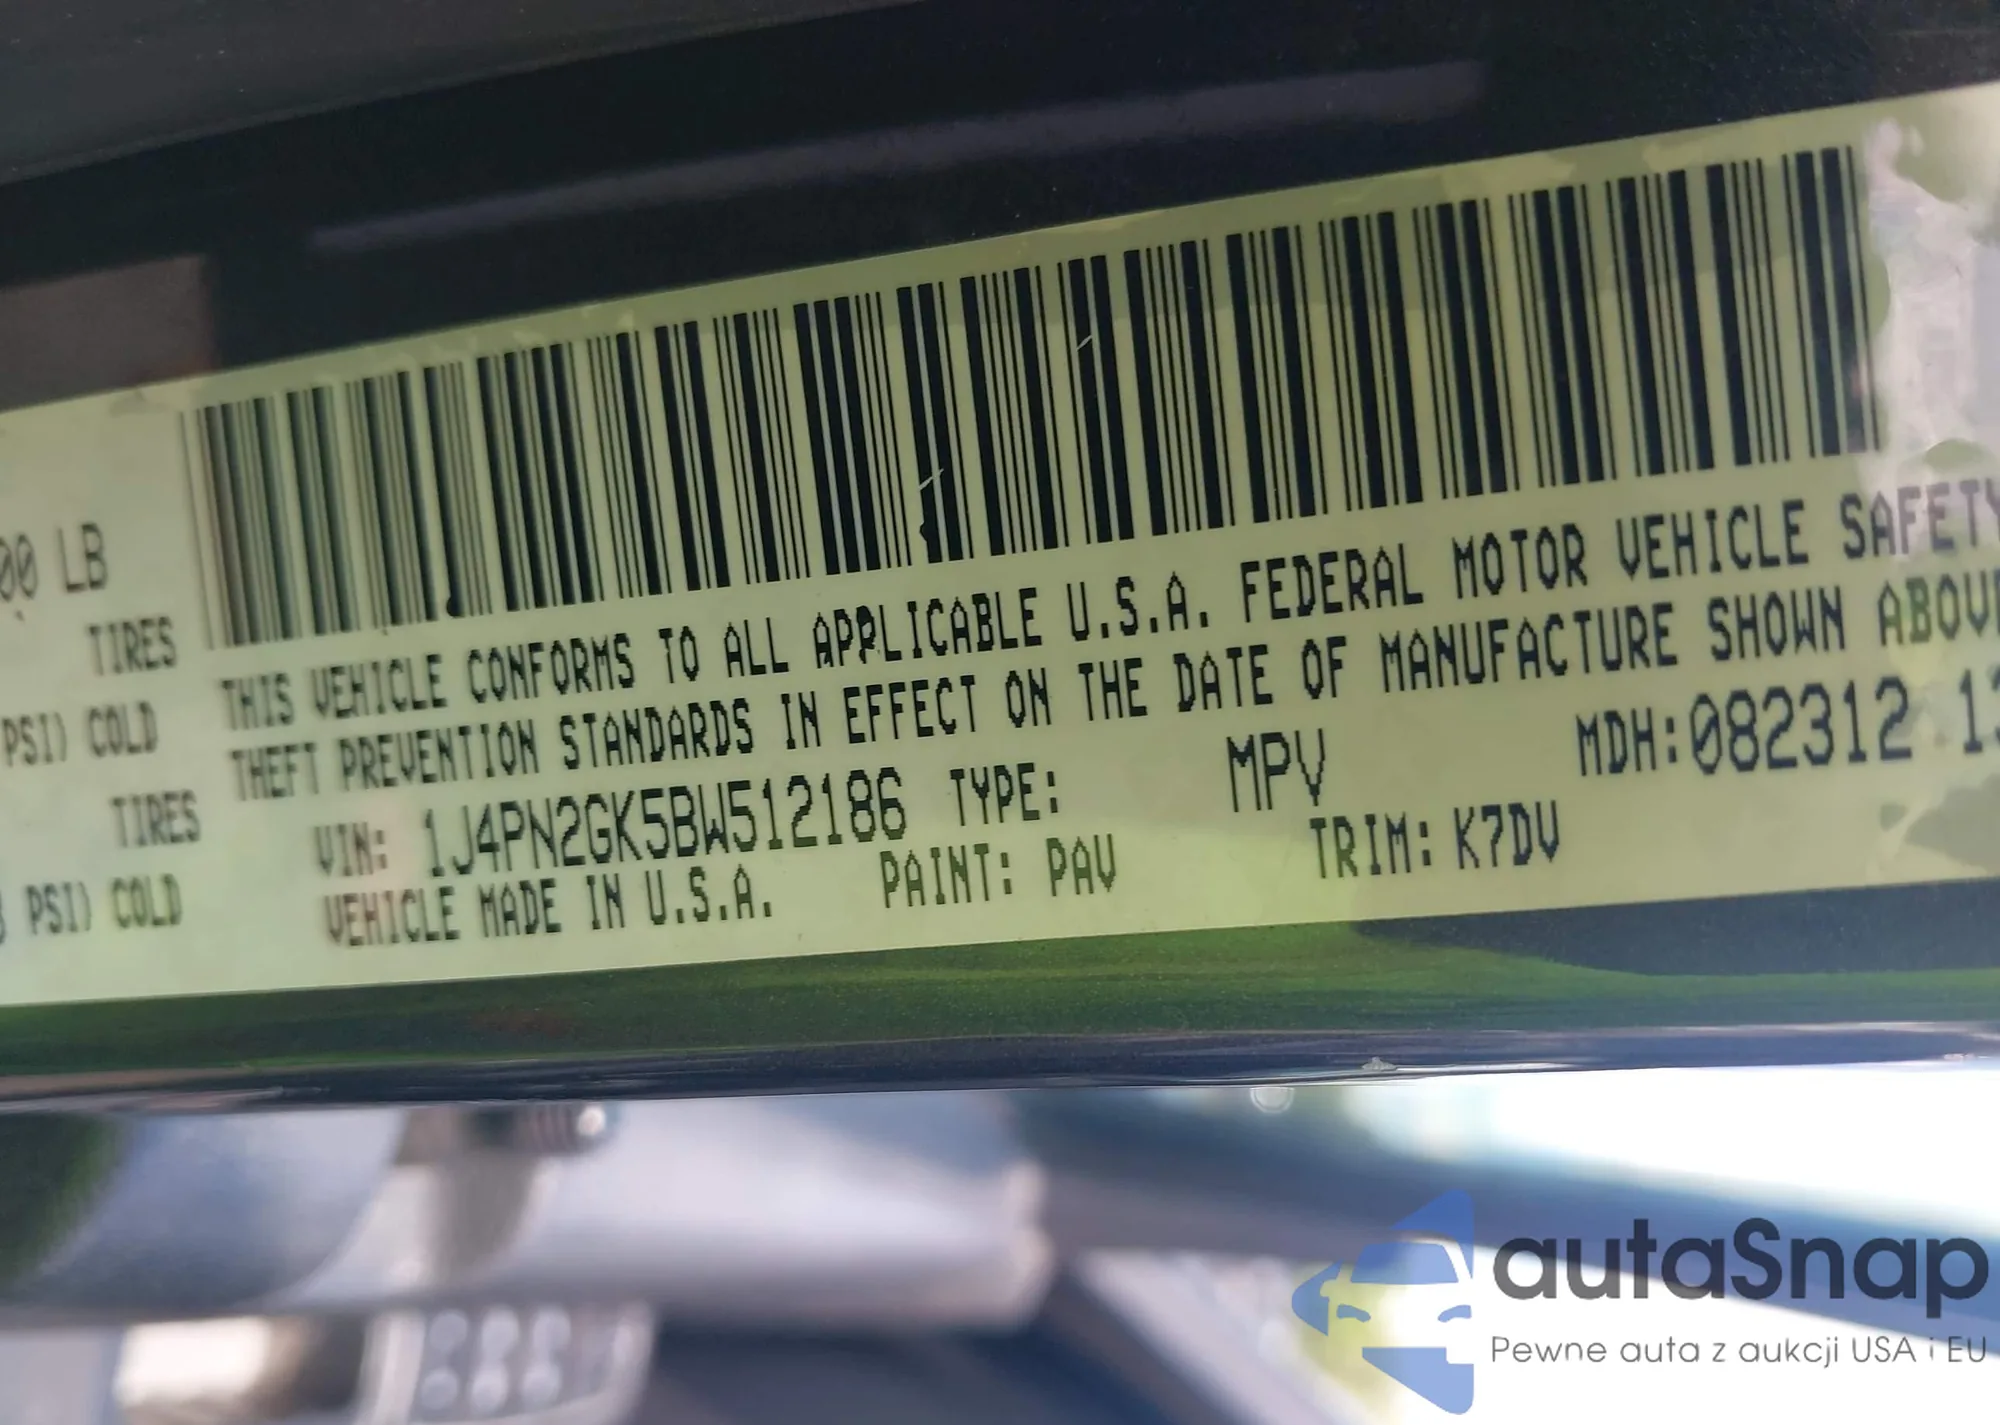 00 LB
TIRES
PSI) COLD
TIRES
PSI) COLD
THIS VEHICLE CONFORMS TO ALL APPLICABLE U.S.A. FEDERAL MOTOR VEHICLE SAFETY
THEFT PREVENTION STANDARDS IN EFFECT ON THE DATE OF MANUFACTURE SHOWN ABOVE
VIN: 1J4PN2GK5BW512186 TYPE: MPV MDH:082312 13
VEHICLE MADE IN U.S.A. PAINT: PAV TRIM: K7DV
autaSnap
Pewne auta z aukcji USA i EU